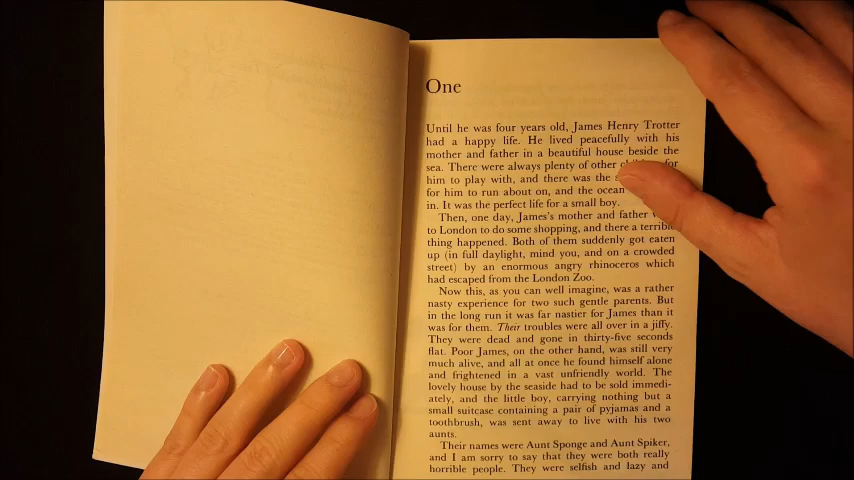 One
Until he was four years old, James Henry Trotter
had a happy life. He lived peacefully with his
mother and father in a beautiful house beside the
sea. There were always plenty of other for
him to play with, and there was the
for him to run about on, and the ocean
in. It was the perfect life for a small boy.
Then, one day, James's mother and father
to London to do some shopping, and there a terrible
thing happened. Both of them suddenly got eaten
up (in full daylight, mind you, and on a crowded
street) by an enormous angry rhinoceros which
had escaped from the London Zoo.
Now this, as you can well imagine, was a rather
nasty experience for two such gentle parents. But
in the long run it was far nastier for James than it
was for them. Their troubles were all over in a jiffy.
They were dead and gone in thirty-five seconds
flat. Poor James, on the other hand, was still very
much alive, and all at once he found himself alone
and frightened in a vast unfriendly world. The
lovely house by the seaside had to be sold immedi-
ately, and the little boy, carrying nothing but a
small suitcase containing a pair of pyjamas and a
toothbrush, was sent away to live with his two
aunts.
Their names were Aunt Sponge and Aunt Spiker,
and I am sorry to say that they were both really
horrible people. They were selfish and lazy and